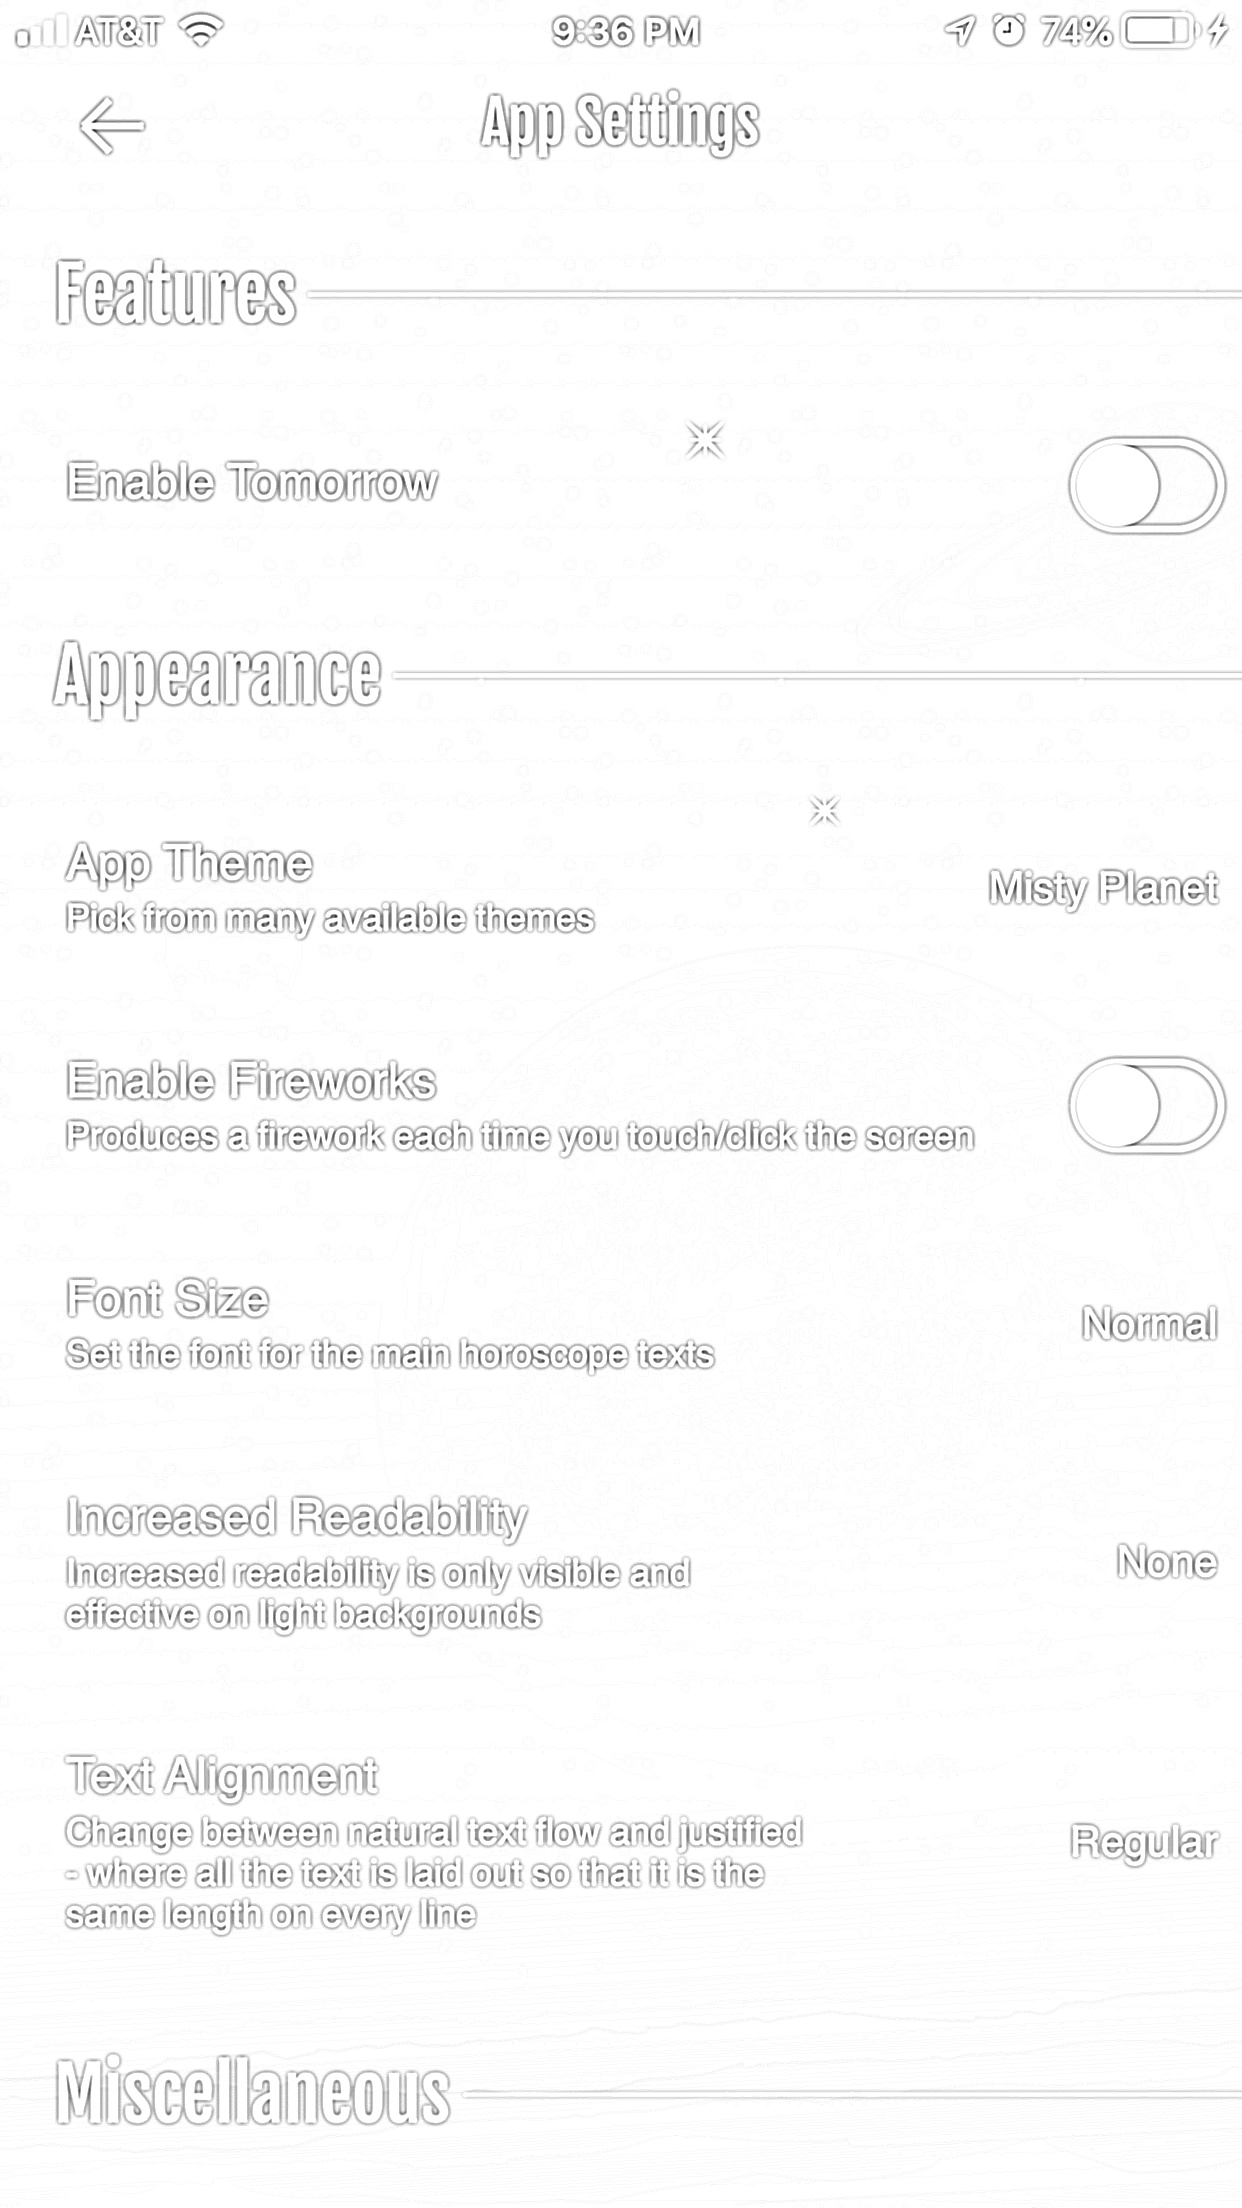 AT&T 9:36 PM 74%
App Settings
Features
Enable Tomorrow
Appearance
App Theme
Pick from many available themes
Misty Planet
Enable Fireworks
Produces a firework each time you touch/click the screen
Font Size
Set the font for the main horoscope texts
Normal
Increased Readability
Increased readability is only visible and
effective on light backgrounds
None
Text Alignment
Change between natural text flow and justified
- where all the text is laid out so that it is the
same length on every line
Regular
Miscellaneous